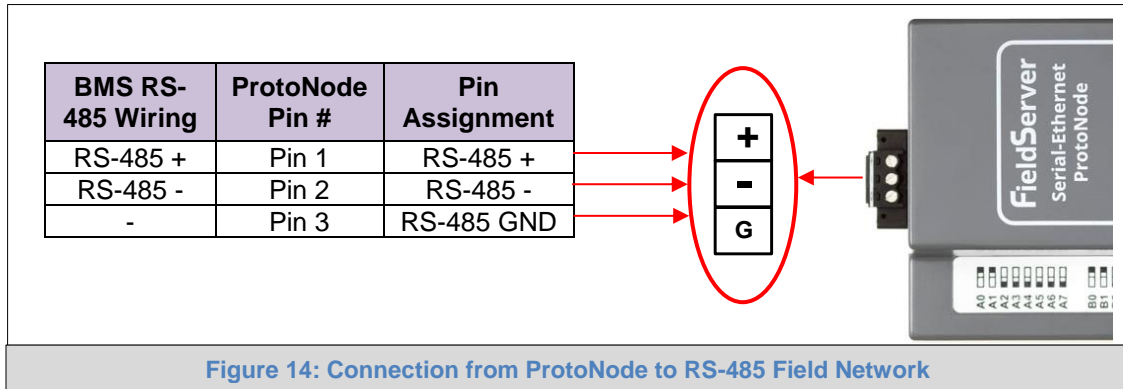 BMS RS-
485 Wiring
ProtoNode
Pin #
Pin
Assignment
RS-485 +
Pin 1
RS-485 +
RS-485 -
Pin 2
RS-485 -
-
Pin 3
RS-485 GND
+
-
G
FieldServer
Serial-Ethernet
ProtoNode
A0
A1
A2
A3
A4
A5
A6
A7
B0
B1
Figure 14: Connection from ProtoNode to RS-485 Field Network